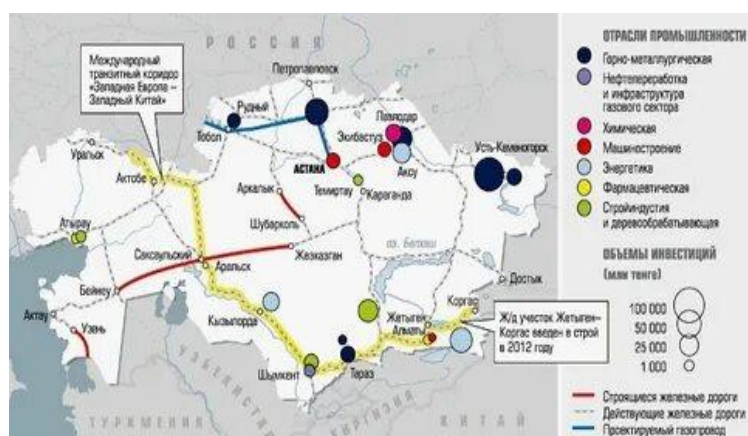 РОССИЯ
Международный
транзитный коридор
«Западная Европа –
Западный Китай»
Петропавловск
Рудный
Тобол
Павлодар
Экибастуз
Аксу
Усть-Каменогорск
АСТАНА
Уральск
Актобе
Аркалык
Темиртау
Караганда
Шубарколь
Атырау
Саксаульский
Жезказган
оз. Балхаш
Аральск
Бейнеу
Достык
Актау
Узень
Кызылорда
Жетыген
Алматы
Коргас
Ж/д участок Жетыген–
Коргас введен в строй
в 2012 году
Шымкент
Тараз
УЗБЕКИСТАН
ТУРКМЕНИЯ
КИРГИЗИЯ
КИТАЙ
ОТРАСЛИ ПРОМЫШЛЕННОСТИ
Горно-металлургическая
Нефтепереработка
и инфраструктура
газового сектора
Химическая
Машиностроение
Энергетика
Фармацевтическая
Стройиндустрия
и деревообрабатывающая
ОБЪЕМЫ ИНВЕСТИЦИЙ
(млн тенге)
100 000
50 000
25 000
1 000
Строящиеся железные дороги
Действующие железные дороги
Проектируемый газопровод